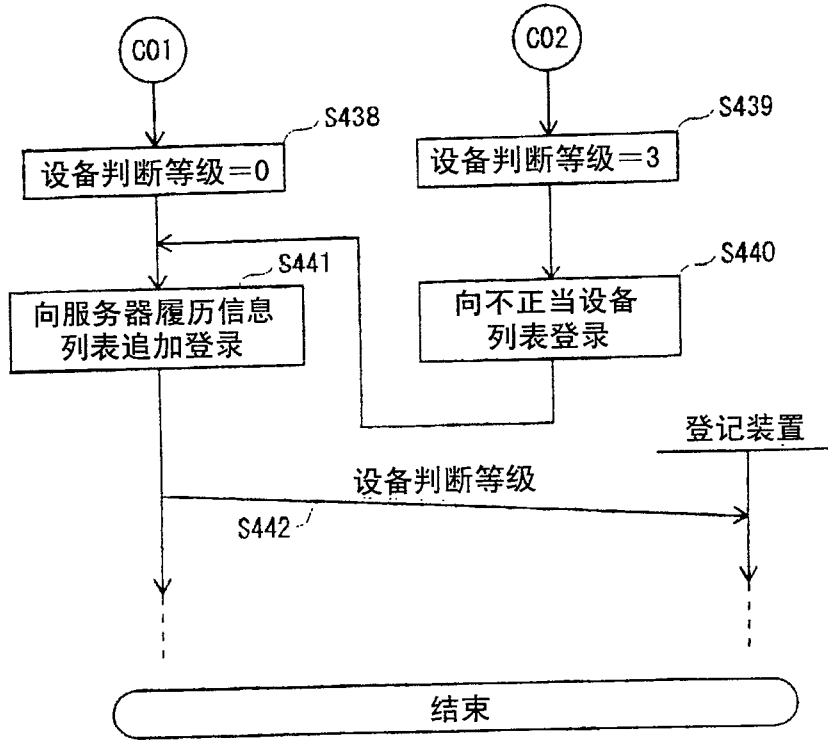 C01
C02
S438
S439
设备判断等级=0
设备判断等级=3
S441
S440
向服务器履历信息
列表追加登录
向不正当设备
列表登录
登记装置
设备判断等级
S442
结束